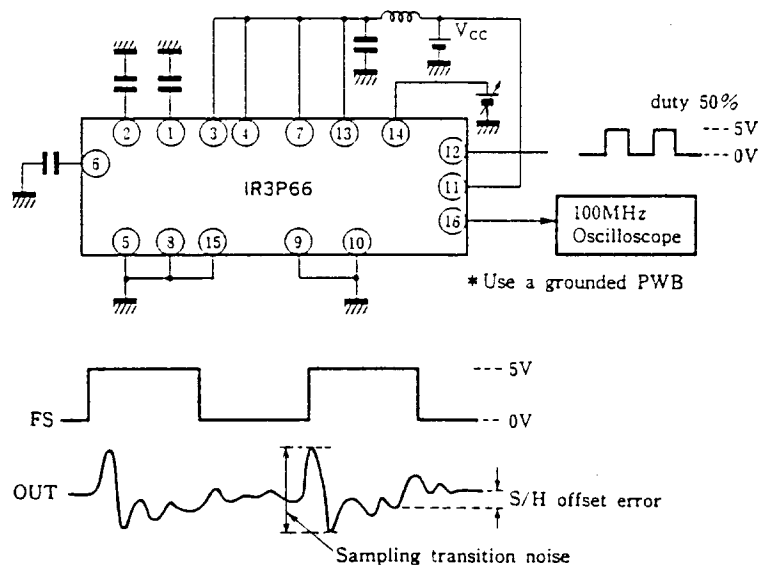 VCC
duty 50%
5V
0V
2
1
3
4
7
13
14
12
6
IR3P66
11
16
100MHz
Oscilloscope
5
8
15
9
10
* Use a grounded PWB
5V
FS
0V
OUT
S/H offset error
Sampling transition noise